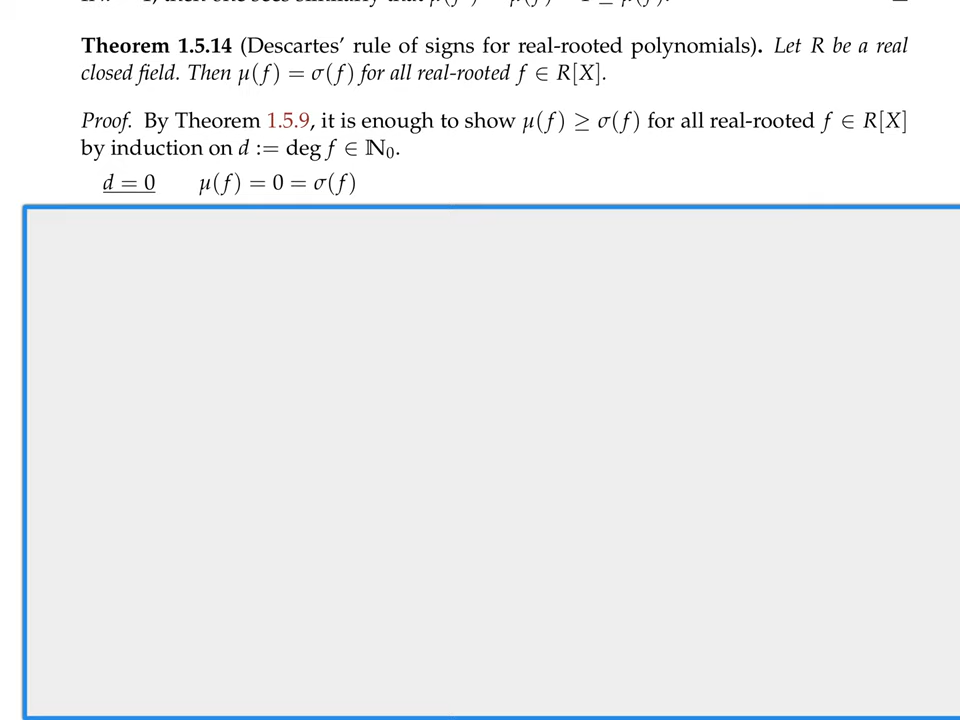 Theorem 1.5.14 (Descartes’ rule of signs for real-rooted polynomials). Let R be a real
closed field. Then μ(f) = σ(f) for all real-rooted f ∈ R[X].
Proof. By Theorem 1.5.9, it is enough to show μ(f) ≥ σ(f) for all real-rooted f ∈ R[X]
by induction on d := deg f ∈ ℕ₀.
d = 0 μ(f) = 0 = σ(f)